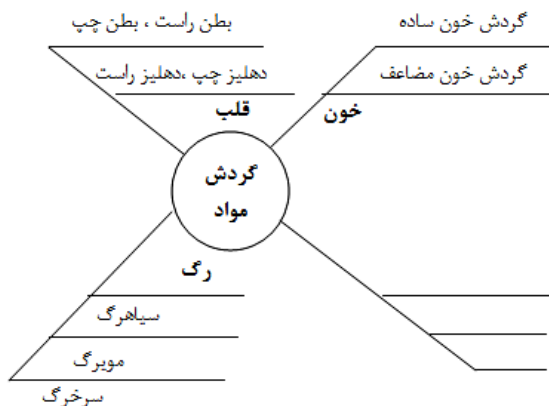 گردش خون ساده
گردش خون مضاعف
خون
بطن راست ، بطن چپ
دهلیز چپ ،دهلیز راست
قلب
گردش
مواد
رگ
سیاهرگ
مویرگ
سرخرگ